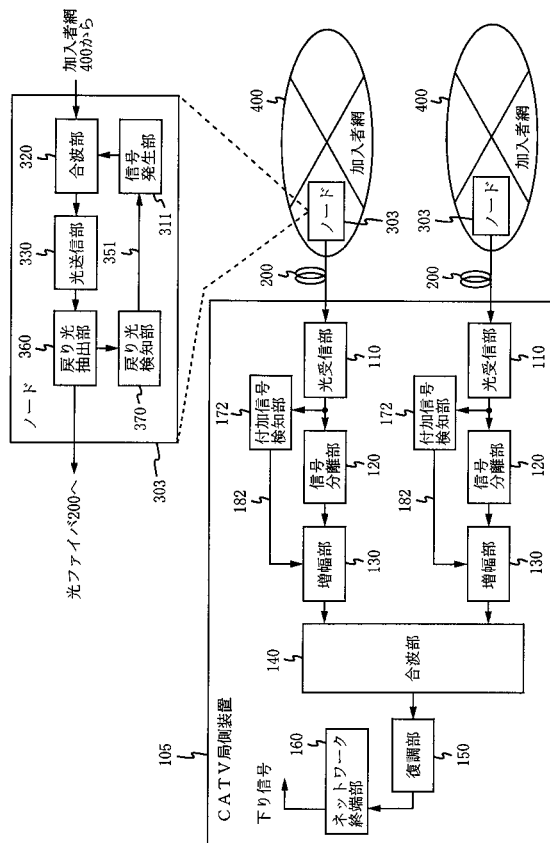 加入者網
400から
ノード
360
戻り光
抽出部
330
光送信部
320
合波部
351
370
戻り光
検知部
311
信号
発生部
303
光ファイバ200へ
105
CATV局側装置
下り信号
160
ネットワーク
終端部
150
復調部
140
合波部
182
172
付加信号
検知部
130
増幅部
120
信号
分離部
110
光受信部
200
400
ノード
303
加入者網
182
172
付加信号
検知部
130
増幅部
120
信号
分離部
110
光受信部
200
400
ノード
303
加入者網